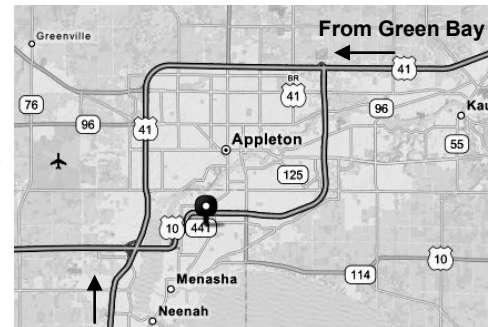 From Green Bay
Greenville
41
BR
41
76
96
96
Kau
41
Appleton
55
125
10
441
10
114
Menasha
Neenah